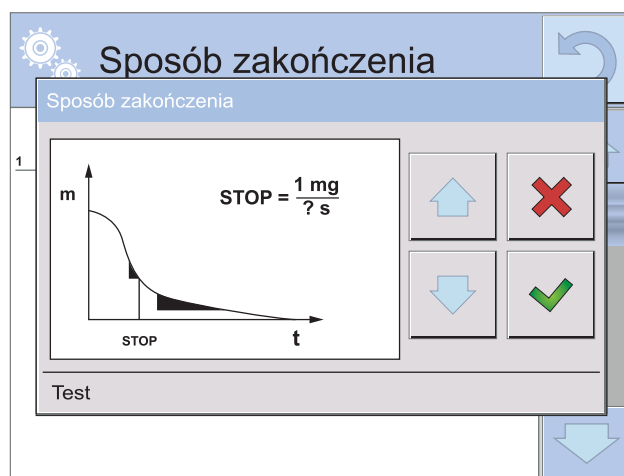 Sposób zakończenia
Sposób zakończenia
1
m
STOP = 1 mg
? s
STOP
t
Test